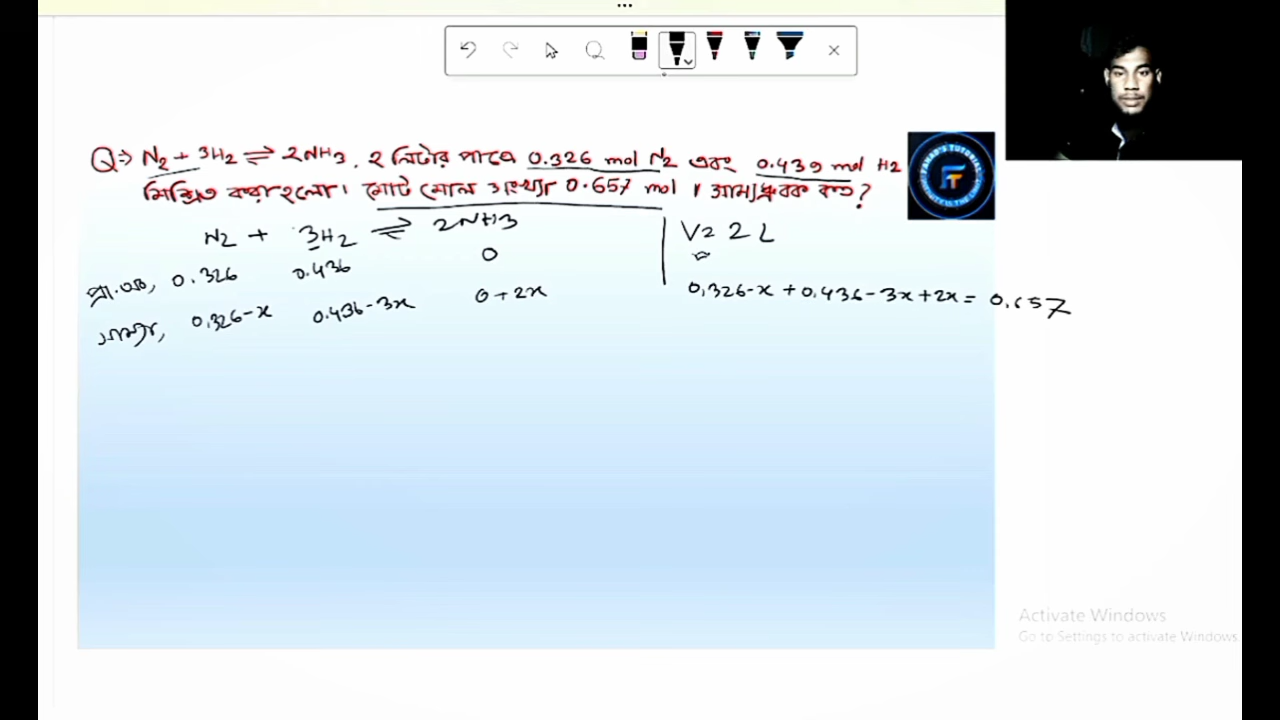 Q:⇒ N₂ + 3H₂ ⇌ 2NH₃. ২ লিটার পাত্রে 0.326 mol N₂ এবং 0.439 mol H₂
মিশ্রিত করা হলো। মোট মোল সংখ্যা 0.657 mol । সাম্যধ্রুবক কত?
N₂ + 3H₂ ⇌ 2NH3
V = 2 L
প্রা.অব, 0.326 0.436 0
0.326-x + 0.436-3x+2x = 0.657
0.326-x 0.436-3x 0+2x
Activate Windows
Go to Settings to activate Windows.